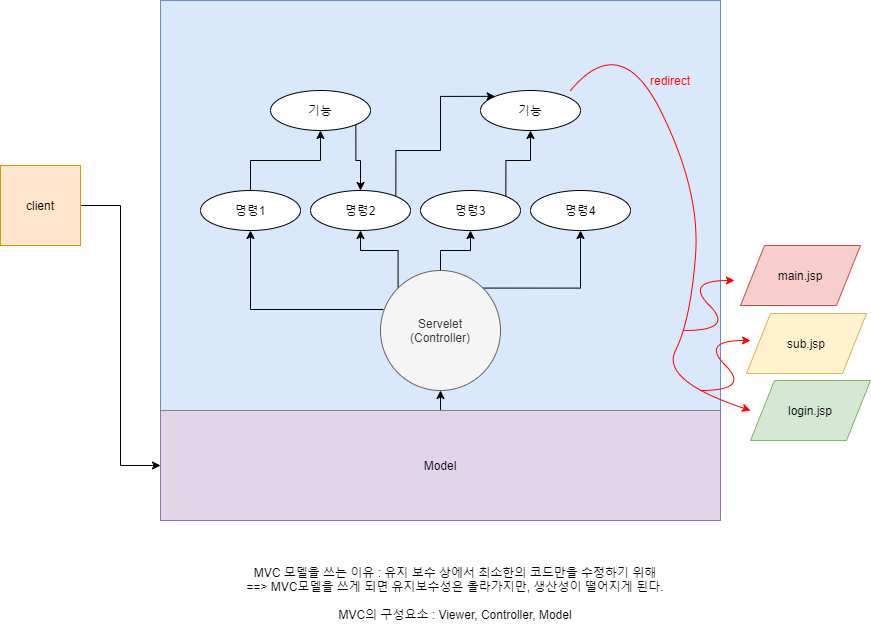 redirect
기능
기능
client
명령1
명령2
명령3
명령4
main.jsp
Servelet
(Controller)
sub.jsp
login.jsp
Model
MVC 모델을 쓰는 이유 : 유지 보수 상에서 최소한의 코드만을 수정하기 위해
==> MVC모델을 쓰게 되면 유지보수성은 올라가지만, 생산성이 떨어지게 된다.
MVC의 구성요소 : Viewer, Controller, Model